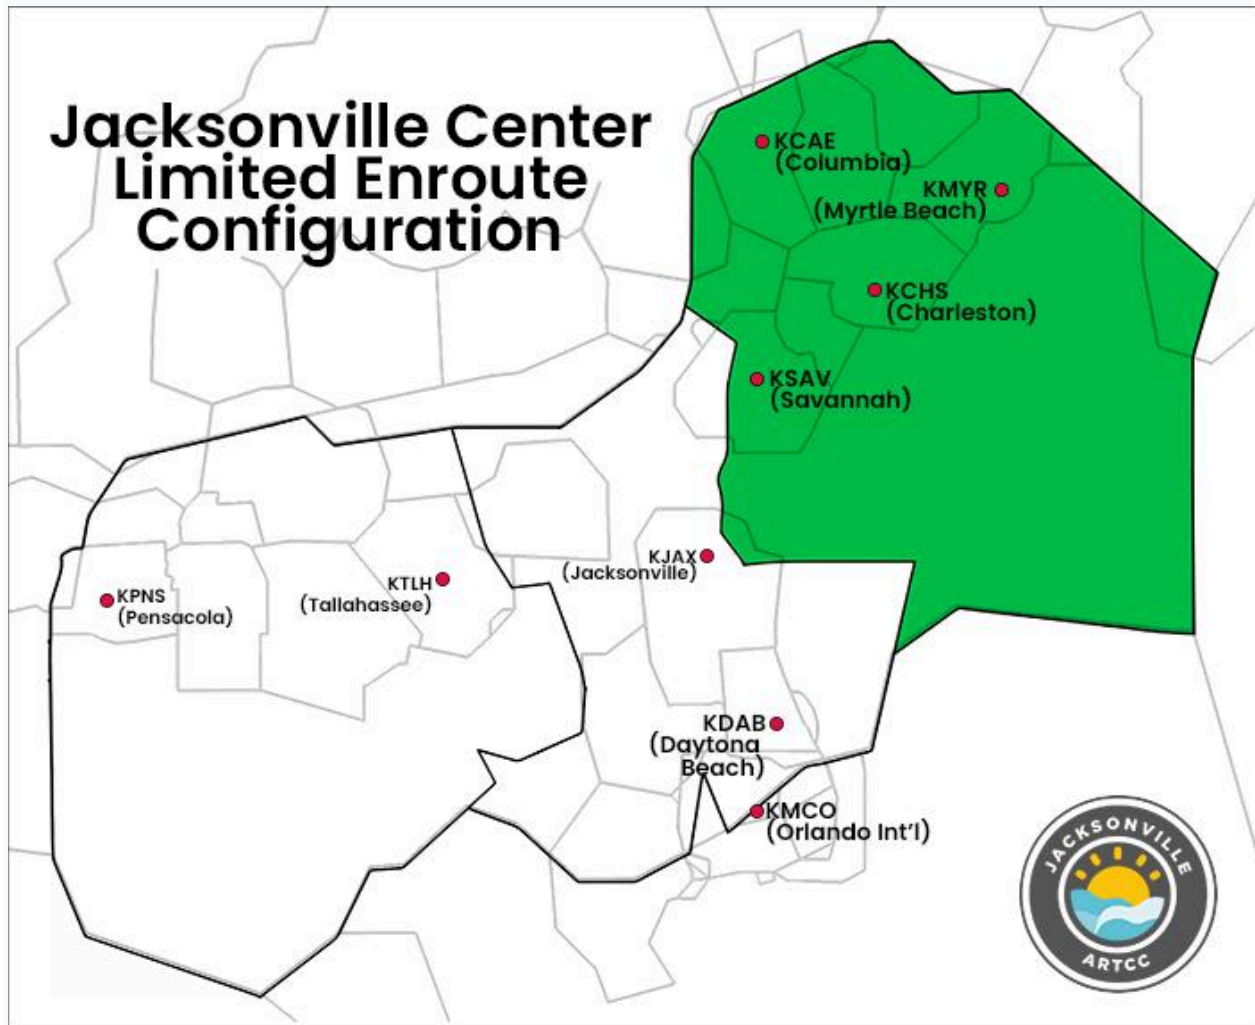 Jacksonville Center
Limited Enroute
Configuration
KCAE
(Columbia)
KMYR
(Myrtle Beach)
KCHS
(Charleston)
KSAV
(Savannah)
KJAX
(Jacksonville)
KTLH
(Tallahassee)
KPNS
(Pensacola)
KDAB
(Daytona
Beach)
KMCO
(Orlando Int'l)
JACKSONVILLE
ARTCC